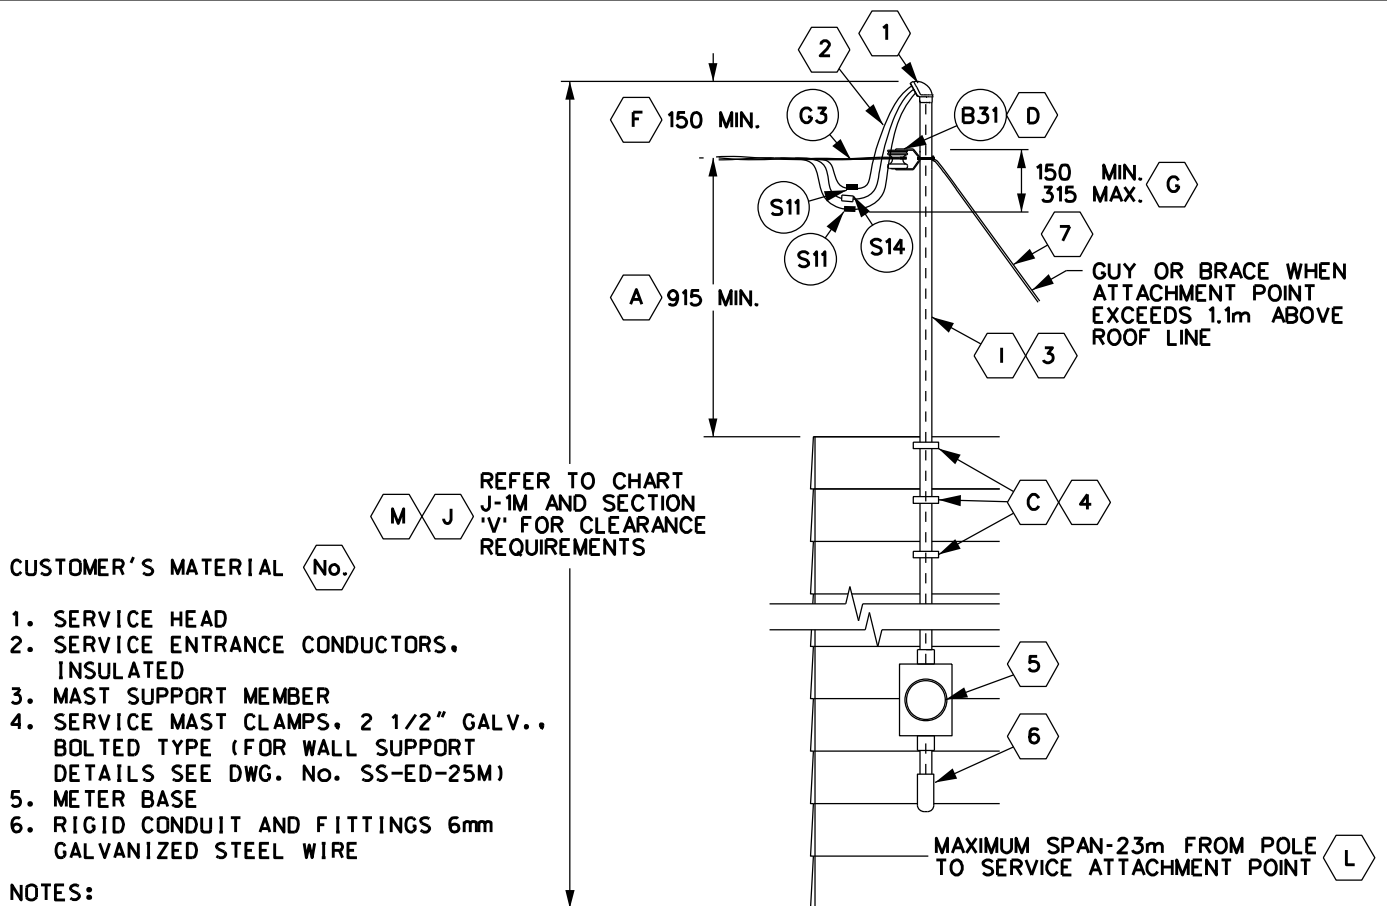 1
2
F 150 MIN.
G3
B31 D
150 MIN.
315 MAX.
G
S11
S14
S11
7
A 915 MIN.
GUY OR BRACE WHEN
ATTACHMENT POINT
EXCEEDS 1.1m ABOVE
ROOF LINE
I 3
M J
REFER TO CHART
J-1M AND SECTION
'V' FOR CLEARANCE
REQUIREMENTS
C 4
CUSTOMER'S MATERIAL No.
1. SERVICE HEAD
2. SERVICE ENTRANCE CONDUCTORS,
INSULATED
3. MAST SUPPORT MEMBER
4. SERVICE MAST CLAMPS, 2 1/2" GALV.,
BOLTED TYPE (FOR WALL SUPPORT
DETAILS SEE DWG. No. SS-ED-25M)
5. METER BASE
6. RIGID CONDUIT AND FITTINGS 6mm
GALVANIZED STEEL WIRE
NOTES:
5
6
MAXIMUM SPAN-23m FROM POLE
TO SERVICE ATTACHMENT POINT
L